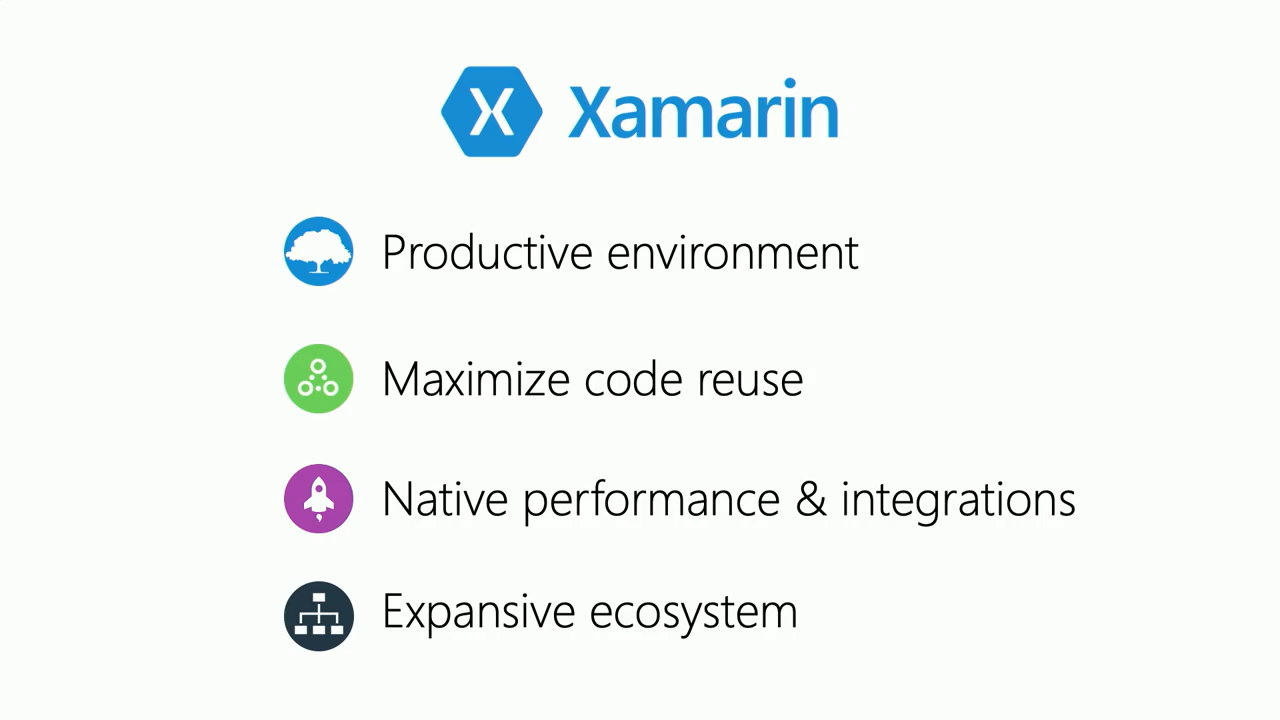 X Xamarin
Productive environment
Maximize code reuse
Native performance & integrations
Expansive ecosystem